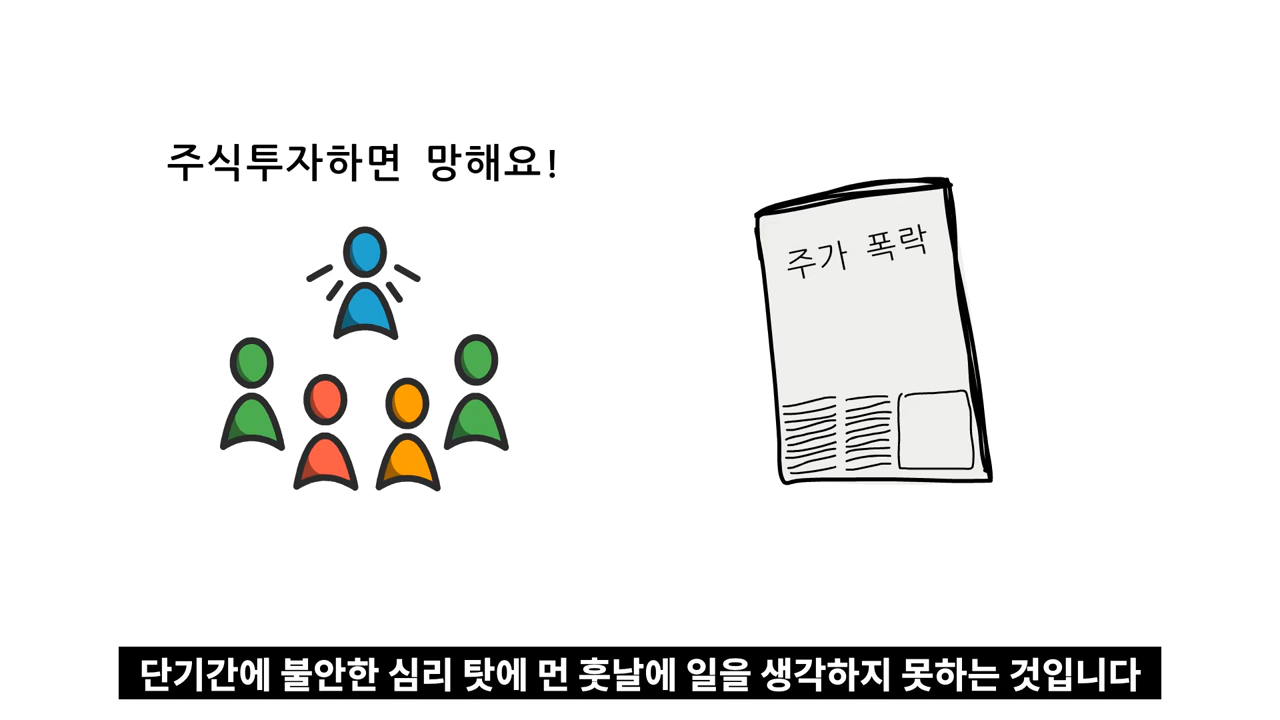 주식투자하면 망해요!
주가 폭락
단기간에 불안한 심리 탓에 먼 훗날에 일을 생각하지 못하는 것입니다